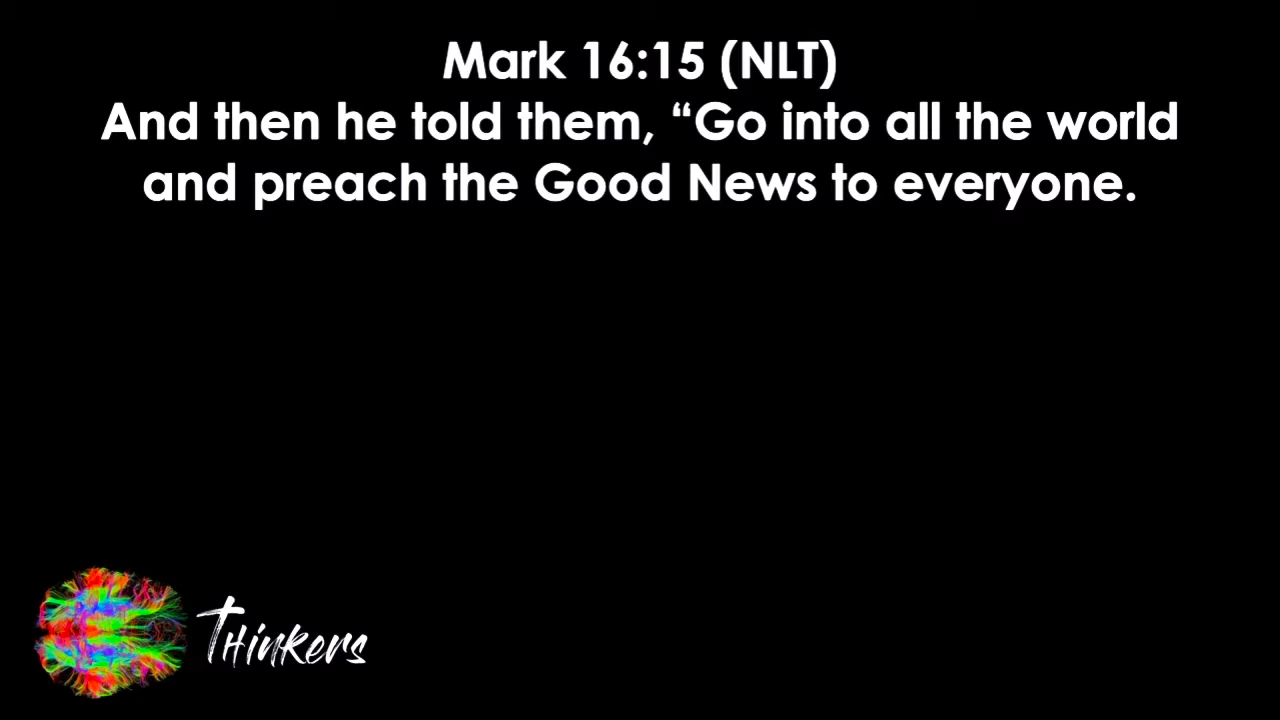 Mark 16:15 (NLT)
And then he told them, “Go into all the world
and preach the Good News to everyone.
THinkers